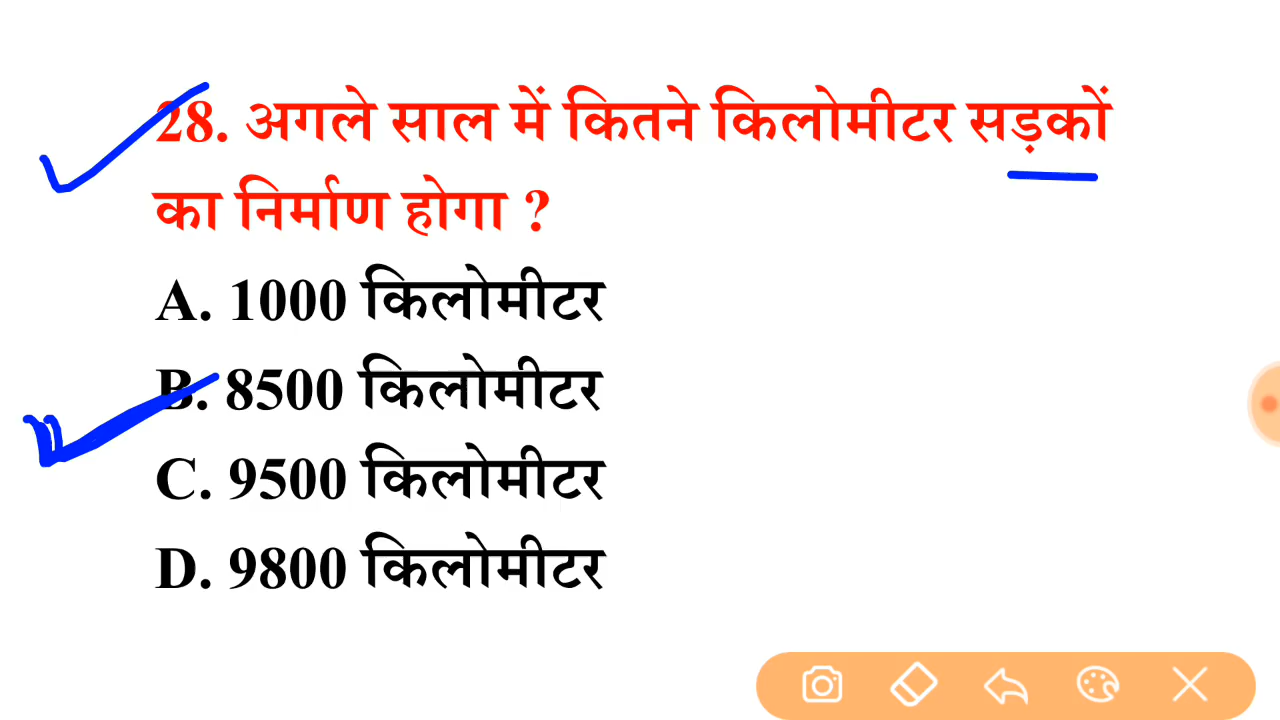 28. अगले साल में कितने किलोमीटर सड़कों
का निर्माण होगा ?
A. 1000 किलोमीटर
B. 8500 किलोमीटर
C. 9500 किलोमीटर
D. 9800 किलोमीटर